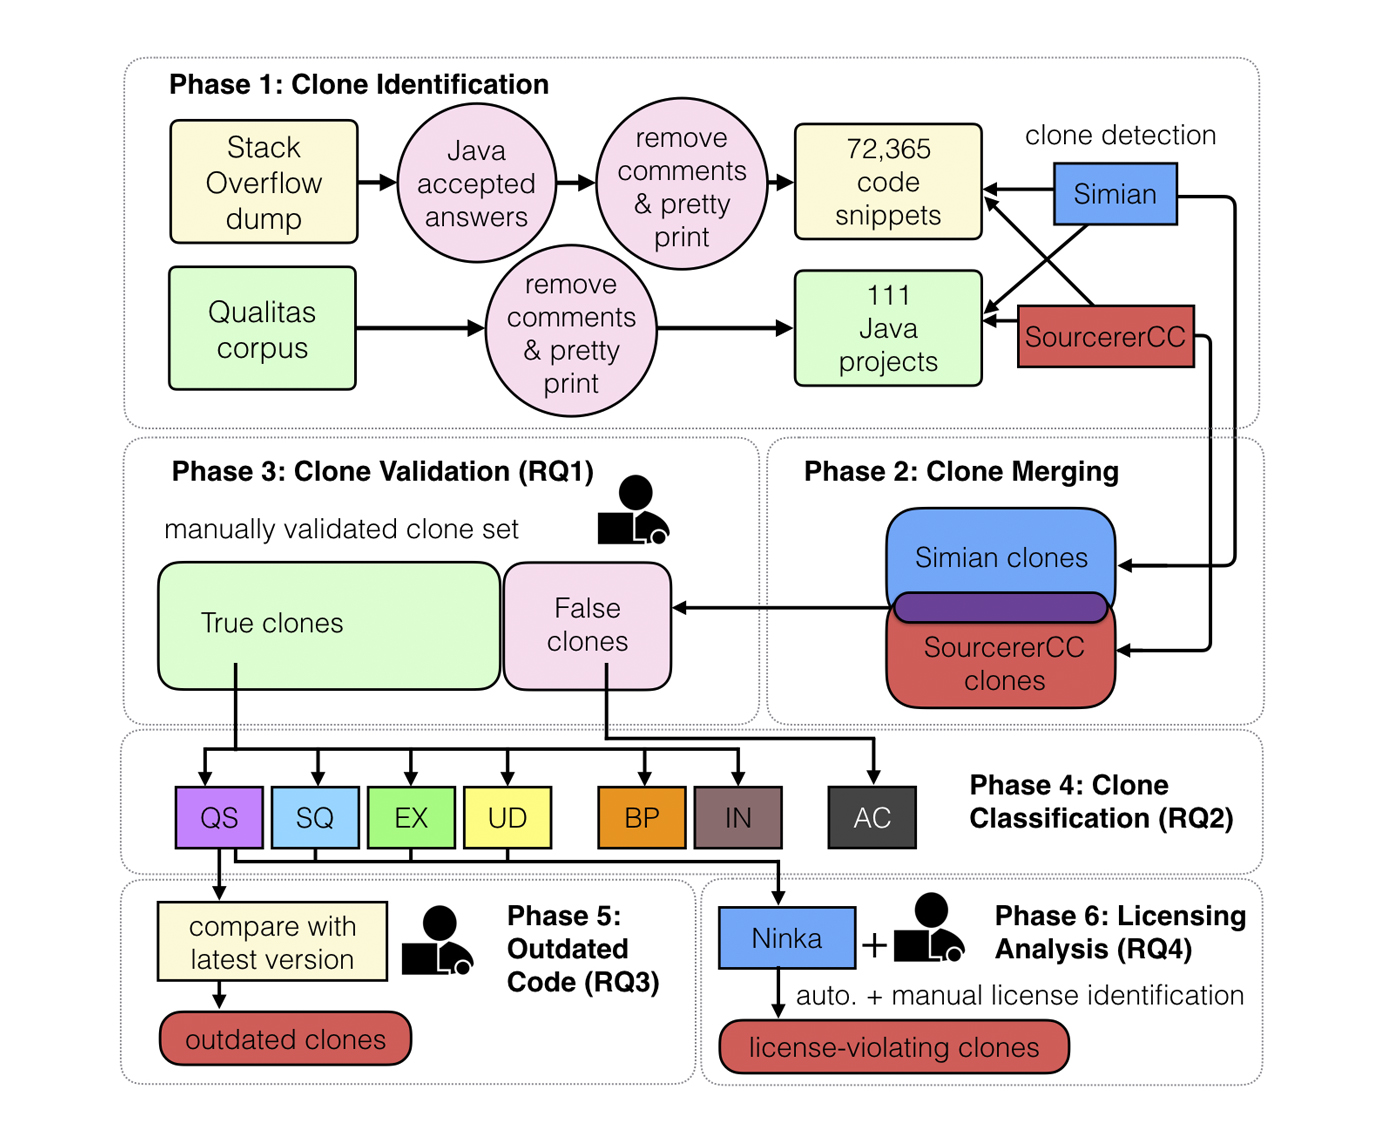 Phase 1: Clone Identification
Stack
Overflow
dump
Java
accepted
answers
remove
comments
& pretty
print
72,365
code
snippets
clone detection
Simian
Qualitas
corpus
remove
comments
& pretty
print
111
Java
projects
SourcererCC
Phase 3: Clone Validation (RQ1)
manually validated clone set
True clones
False
clones
Phase 2: Clone Merging
Simian clones
SourcererCC
clones
QS
SQ
EX
UD
BP
IN
AC
Phase 4: Clone
Classification (RQ2)
compare with
latest version
Phase 5:
Outdated
Code (RQ3)
outdated clones
Ninka
+
Phase 6: Licensing
Analysis (RQ4)
auto. + manual license identification
license-violating clones